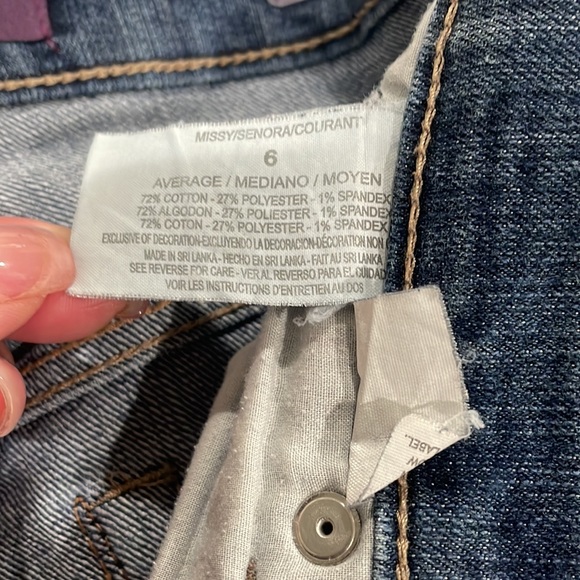 MISSY/SENORA/COURANT
6
AVERAGE / MEDIANO / MOYEN
72% COTTON - 27% POLYESTER - 1% SPANDEX
72% ALGODON - 27% POLIESTER - 1% SPANDEX
72% COTON - 27% POLYESTER - 1% SPANDEX
EXCLUSIVE OF DECORATION-EXCLUYENDO LA DECORACION-DÉCORATION NON
MADE IN SRI LANKA - HECHO EN SRI LANKA - FAIT AU SRI LANKA
SEE REVERSE FOR CARE - VER AL REVERSO PARA EL CUIDADO
VOIR LES INSTRUCTIONS D'ENTRETIEN AU DOS
LABEL.